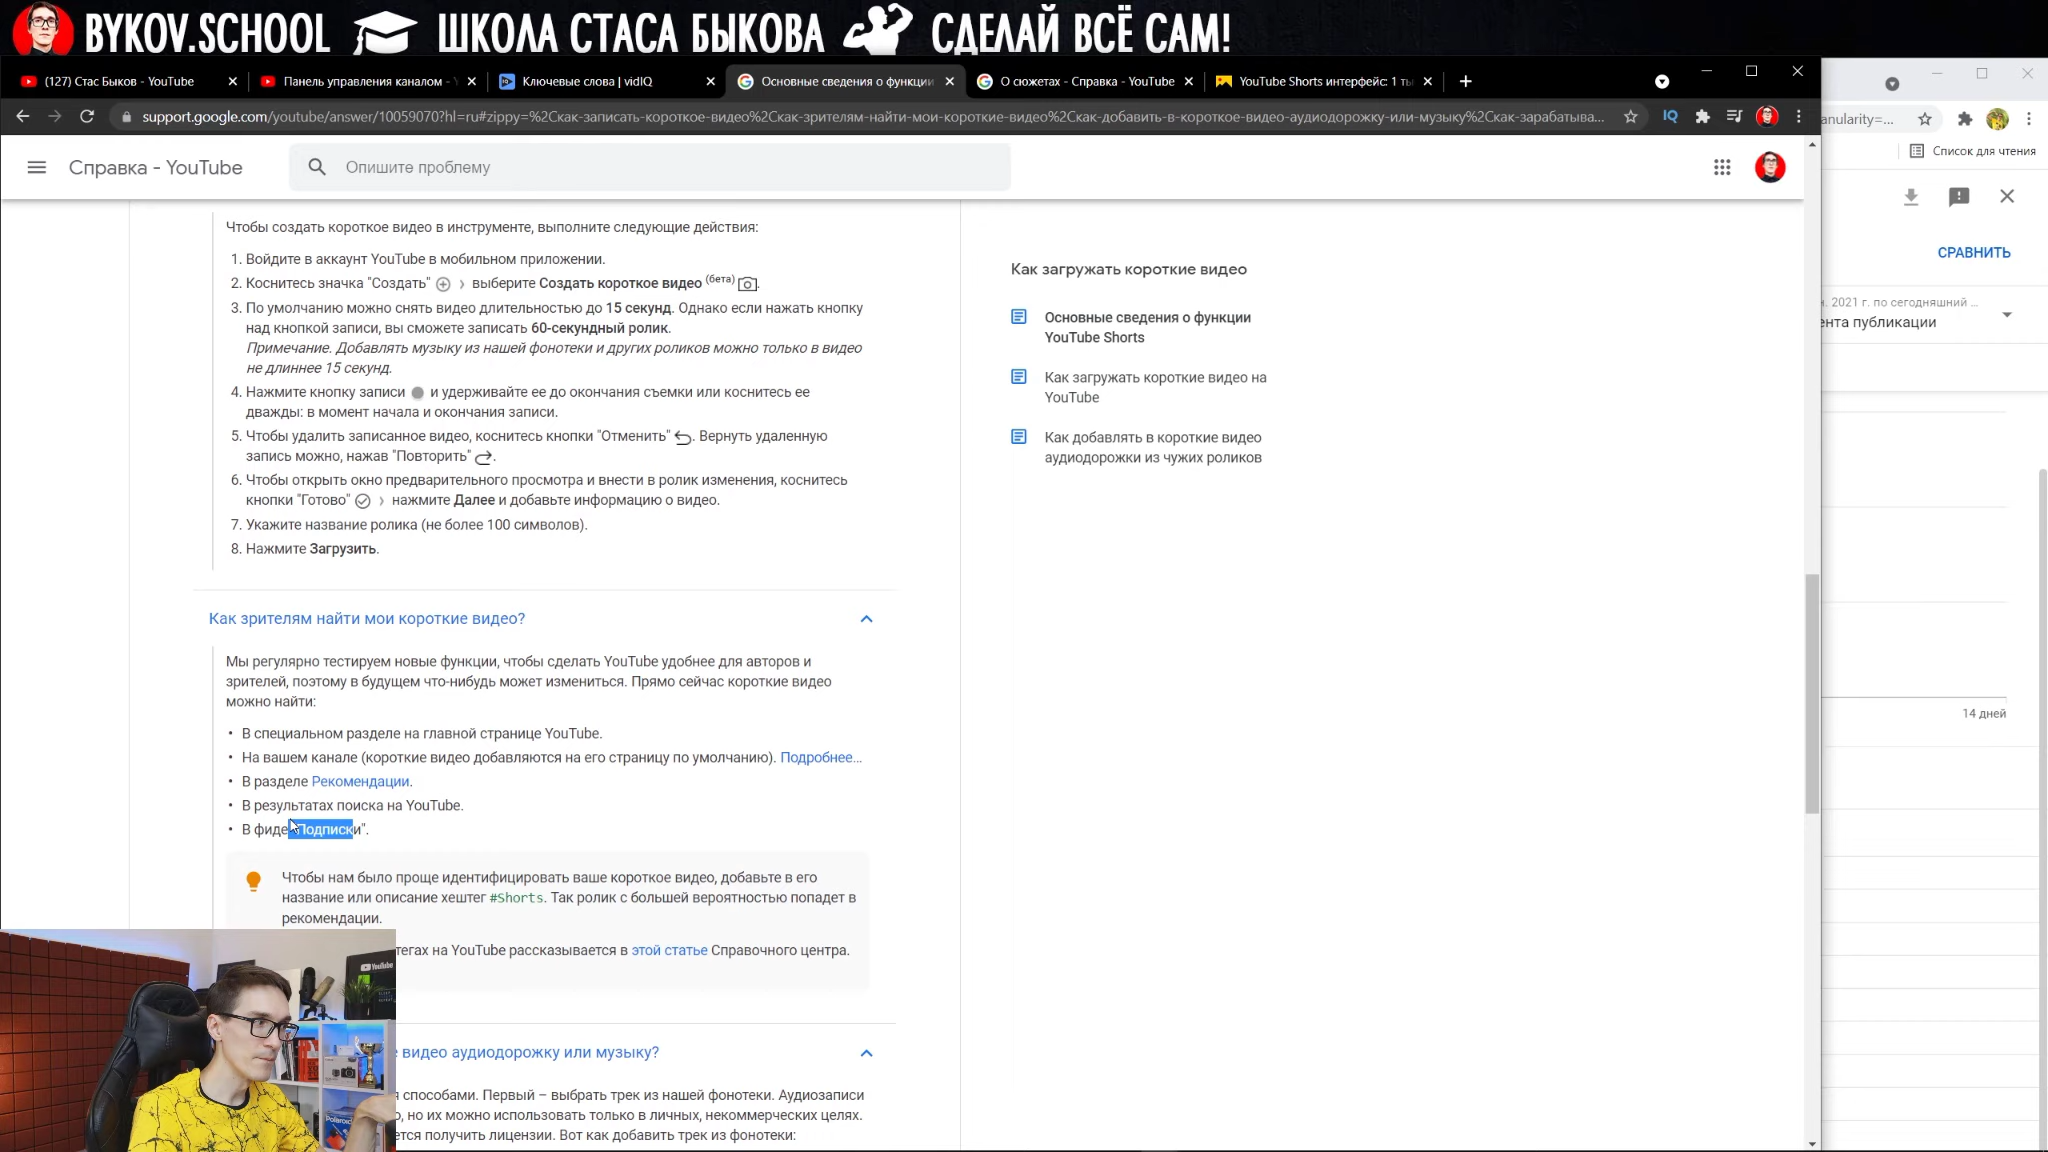 BYKOV.SCHOOL ШКОЛА СТАСА БЫКОВА СДЕЛАЙ ВСЁ САМ!
(127) Стас Быков - YouTube
Панель управления каналом -
Ключевые слова | vidIQ
Основные сведения о функции
О сюжетах - Справка - YouTube
YouTube Shorts интерфейс: 1 ты
support.google.com/youtube/answer/10059070?hl=ru#zippy=%2Cкак-записать-короткое-видео%2Cкак-зрителям-найти-мои-короткие-видео%2Cкак-добавить-в-короткое-видео-аудиодорожку-или-музыку%2Cкак-зарабатыва...
IQ
anularity=...
Список для чтения
Справка - YouTube
Опишите проблему
СРАВНИТЬ
н. 2021 г. по сегодняшний ...
ента публикации
14 дней
Чтобы создать короткое видео в инструменте, выполните следующие действия:
1. Войдите в аккаунт YouTube в мобильном приложении.
2. Коснитесь значка "Создать" › выберите Создать короткое видео (бета) .
3. По умолчанию можно снять видео длительностью до 15 секунд. Однако если нажать кнопку
над кнопкой записи, вы сможете записать 60-секундный ролик.
Примечание. Добавлять музыку из нашей фонотеки и других роликов можно только в видео
не длиннее 15 секунд.
4. Нажмите кнопку записи и удерживайте ее до окончания съемки или коснитесь ее
дважды: в момент начала и окончания записи.
5. Чтобы удалить записанное видео, коснитесь кнопки "Отменить" . Вернуть удаленную
запись можно, нажав "Повторить" .
6. Чтобы открыть окно предварительного просмотра и внести в ролик изменения, коснитесь
кнопки "Готово" › нажмите Далее и добавьте информацию о видео.
7. Укажите название ролика (не более 100 символов).
8. Нажмите Загрузить.
Как зрителям найти мои короткие видео?
Мы регулярно тестируем новые функции, чтобы сделать YouTube удобнее для авторов и
зрителей, поэтому в будущем что-нибудь может измениться. Прямо сейчас короткие видео
можно найти:
• В специальном разделе на главной странице YouTube.
• На вашем канале (короткие видео добавляются на его страницу по умолчанию). Подробнее...
• В разделе Рекомендации.
• В результатах поиска на YouTube.
• В фиде "Подписки".
Чтобы нам было проще идентифицировать ваше короткое видео, добавьте в его
название или описание хештег #Shorts. Так ролик с большей вероятностью попадет в
рекомендации.
тегах на YouTube рассказывается в этой статье Справочного центра.
видео аудиодорожку или музыку?
способами. Первый – выбрать трек из нашей фонотеки. Аудиозаписи
о, но их можно использовать только в личных, некоммерческих целях.
ется получить лицензии. Вот как добавить трек из фонотеки:
Как загружать короткие видео
Основные сведения о функции
YouTube Shorts
Как загружать короткие видео на
YouTube
Как добавлять в короткие видео
аудиодорожки из чужих роликов
YouTube
Polaroid